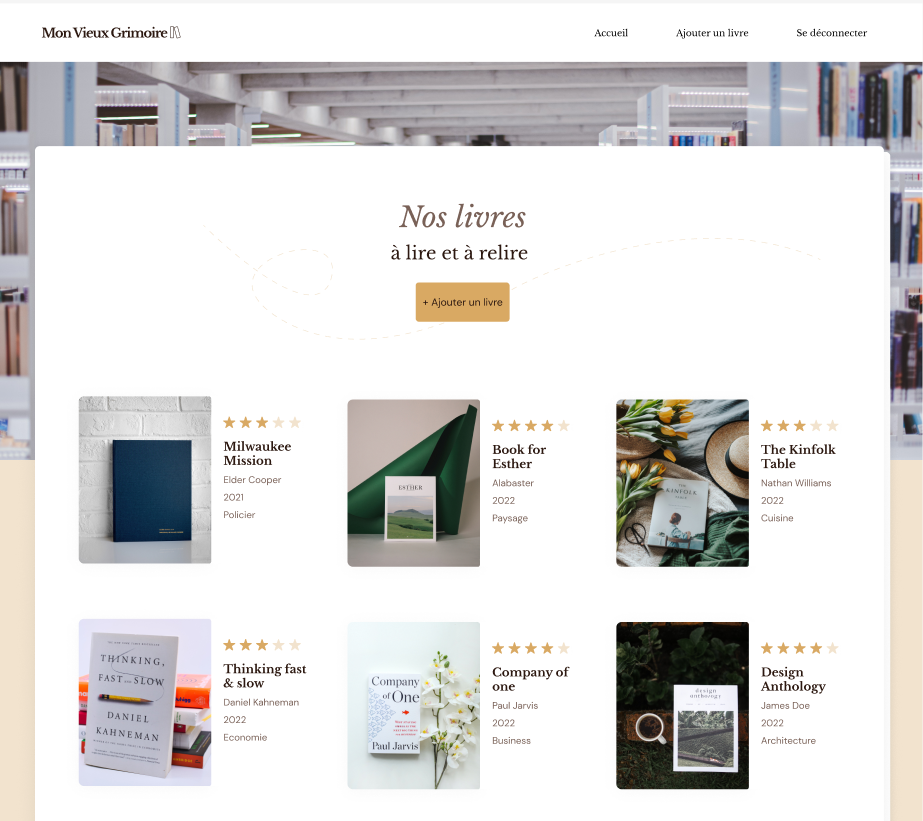 Mon Vieux Grimoire
Accueil
Ajouter un livre
Se déconnecter
Nos livres
à lire et à relire
+ Ajouter un livre
Milwaukee
Mission
Elder Cooper
2021
Policier
ESTHER
Book for
Esther
Alabaster
2022
Paysage
KINFOLK
The Kinfolk
Table
Nathan Williams
2022
Cuisine
THINKING,
FAST AND SLOW
DANIEL
KAHNEMAN
Thinking fast
& slow
Daniel Kahneman
2022
Economie
Company
of One
Paul Jarvis
Company of
one
Paul Jarvis
2022
Business
design
anthology
Design
Anthology
James Doe
2022
Architecture